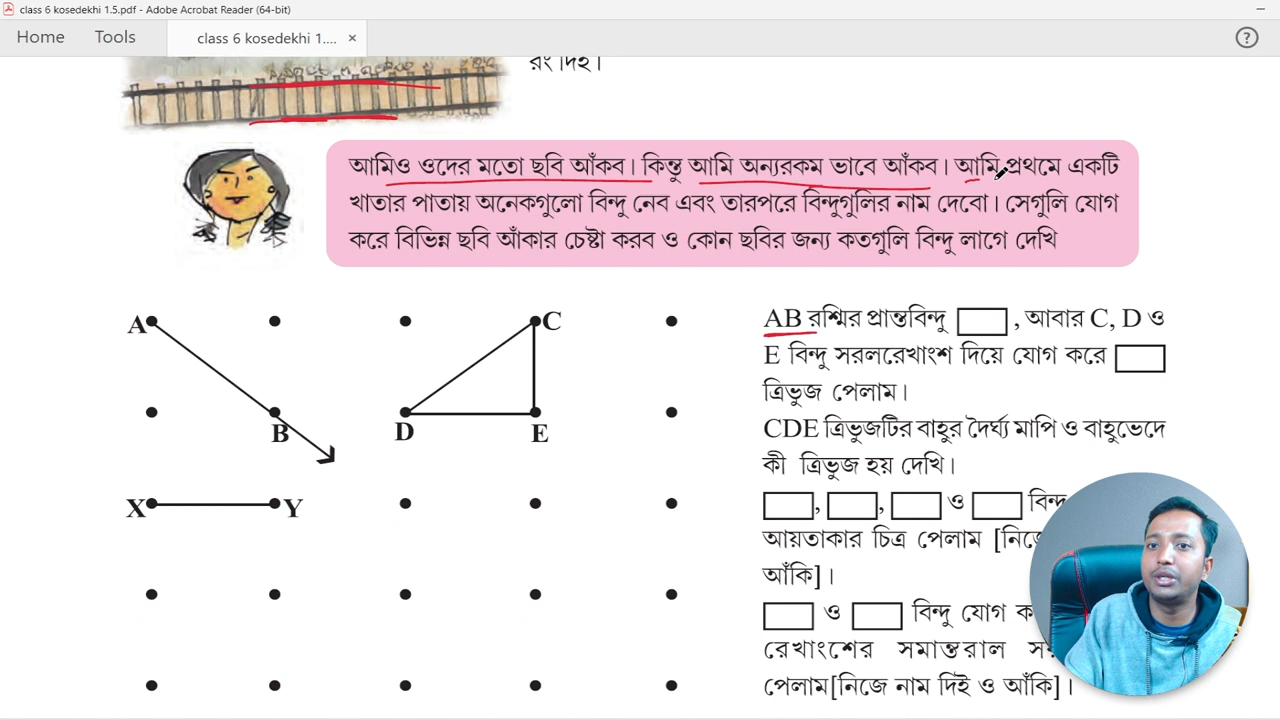 class 6 kosedekhi 1.5.pdf - Adobe Acrobat Reader (64-bit)
Home Tools class 6 kosedekhi 1.... ×
রং দিই।
আমিও ওদের মতো ছবি আঁকব। কিন্তু আমি অন্যরকম ভাবে আঁকব। আমি প্রথমে একটি
খাতার পাতায় অনেকগুলো বিন্দু নেব এবং তারপরে বিন্দুগুলির নাম দেবো। সেগুলি যোগ
করে বিভিন্ন ছবি আঁকার চেষ্টা করব ও কোন ছবির জন্য কতগুলি বিন্দু লাগে দেখি
A
B
C
D
E
X
Y
AB রশ্মির প্রান্তবিন্দু , আবার C, D ও
E বিন্দু সরলরেখাংশ দিয়ে যোগ করে
ত্রিভুজ পেলাম।
CDE ত্রিভুজটির বাহুর দৈর্ঘ্য মাপি ও বাহুভেদে
কী ত্রিভুজ হয় দেখি।
, , ও
আয়তাকার চিত্র পেলাম
আঁকি]।
ও বিন্দু যোগ
রেখাংশের সমান্তরাল
পেলাম[নিজে নাম দিই ও আঁকি]।